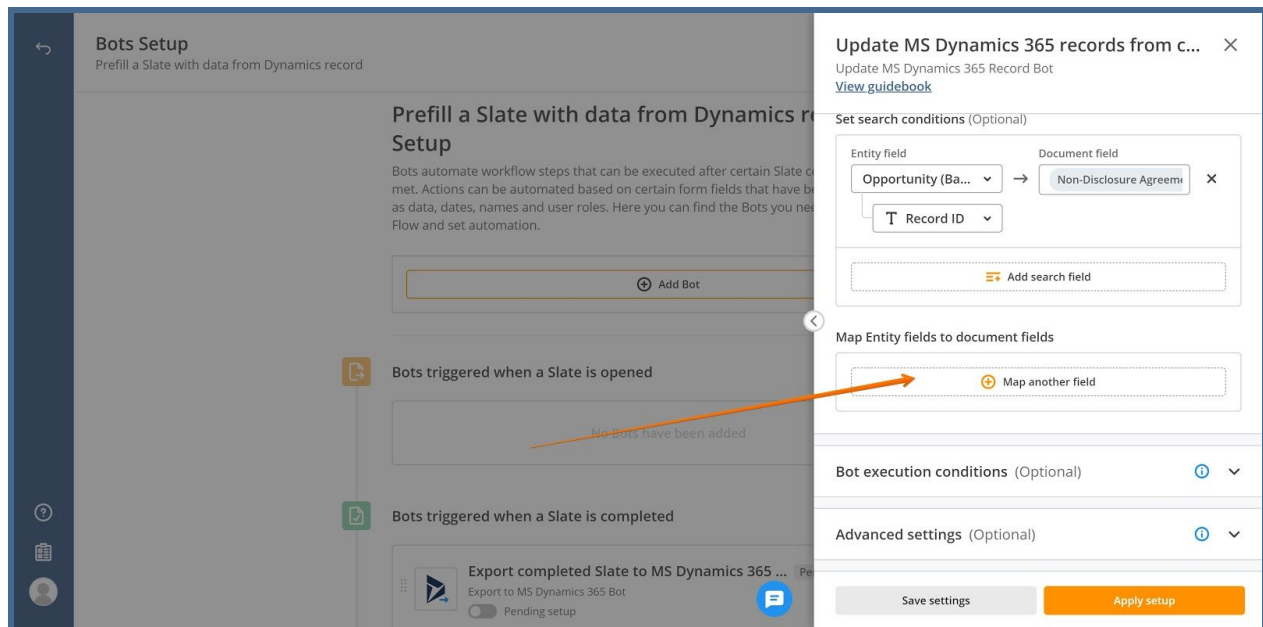 Bots Setup
Prefill a Slate with data from Dynamics record
Prefill a Slate with data from Dynamics
Setup
Bots automate workflow steps that can be executed after certain Slate
met. Actions can be automated based on certain form fields that have
as data, dates, names and user roles. Here you can find the Bots you
Flow and set automation.
Add Bot
Bots triggered when a Slate is opened
No Bots have been added
Bots triggered when a Slate is completed
Export completed Slate to MS Dynamics 365 ...
Export to MS Dynamics 365 Bot
Pending setup
Update MS Dynamics 365 records from c...
Update MS Dynamics 365 Record Bot
View guidebook
Set search conditions (Optional)
Entity field Document field
Opportunity (Ba... → Non-Disclosure
T Record ID
Add search field
Map Entity fields to document fields
Map another field
Bot execution conditions (Optional)
Advanced settings (Optional)
Save settings Apply setup